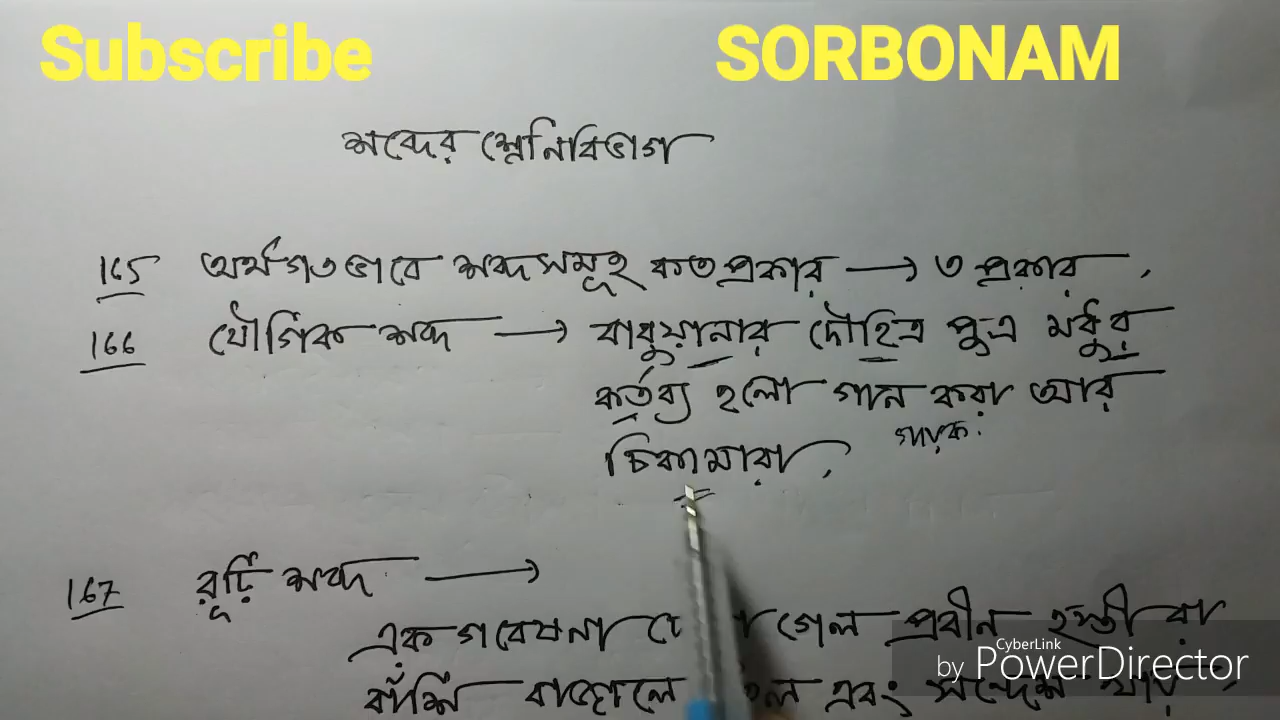 Subscribe SORBONAM
শব্দের শ্রেনিবিভাগ
165 অর্থগতভাবে শব্দসমূহ কতপ্রকার → ৩ প্রকার,
166 যৌগিক শব্দ → বাবুয়ানার দৌহিত্র পুত্র মধুর
কর্তব্য হলো গান করা আর
গায়ক.
চিকামারা,
167 রূঢ়ি শব্দ →
এক গবেষনা গেল প্রবীন হস্তী রা
বাঁশি বাজালে তৈল এবং সন্দেশ খায়,
CyberLink
by PowerDirector